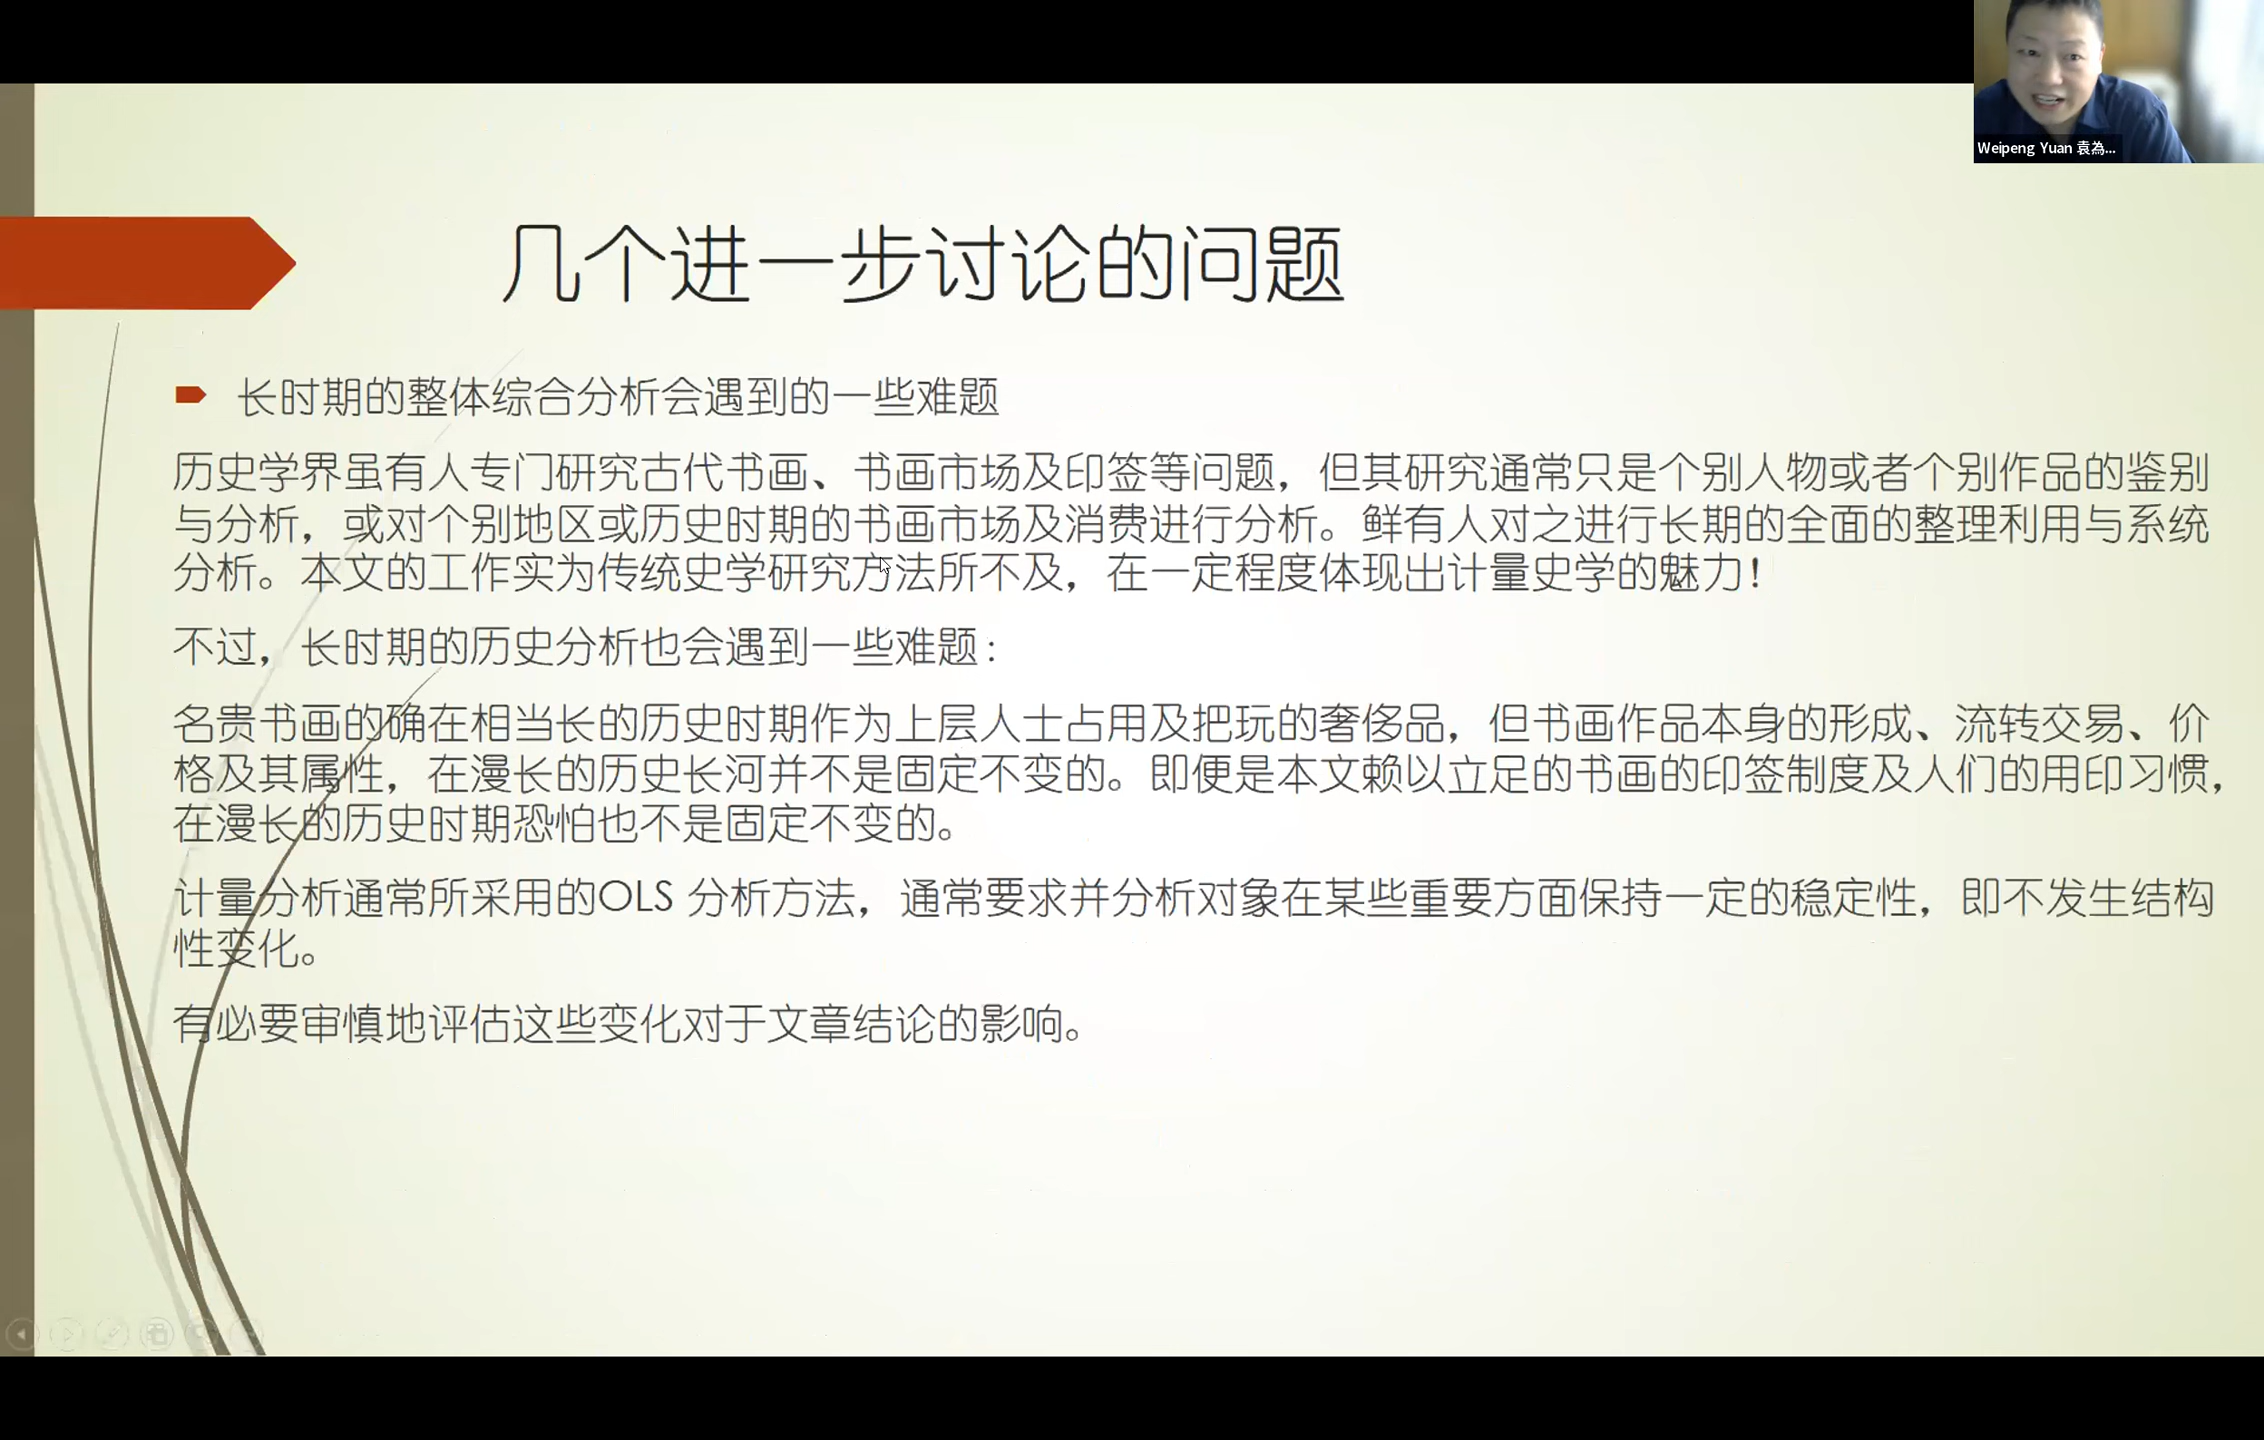 Weipeng Yuan 袁為...
几个进一步讨论的问题
长时期的整体综合分析会遇到的一些难题
历史学界虽有人专门研究古代书画、书画市场及印签等问题，但其研究通常只是个别人物或者个别作品的鉴别
与分析，或对个别地区或历史时期的书画市场及消费进行分析。鲜有人对之进行长期的全面的整理利用与系统
分析。本文的工作实为传统史学研究方法所不及，在一定程度体现出计量史学的魅力！
不过，长时期的历史分析也会遇到一些难题：
名贵书画的确在相当长的历史时期作为上层人士占用及把玩的奢侈品，但书画作品本身的形成、流转交易、价
格及其属性，在漫长的历史长河并不是固定不变的。即便是本文赖以立足的书画的印签制度及人们的用印习惯，
在漫长的历史时期恐怕也不是固定不变的。
计量分析通常所采用的OLS 分析方法，通常要求并分析对象在某些重要方面保持一定的稳定性，即不发生结构
性变化。
有必要审慎地评估这些变化对于文章结论的影响。